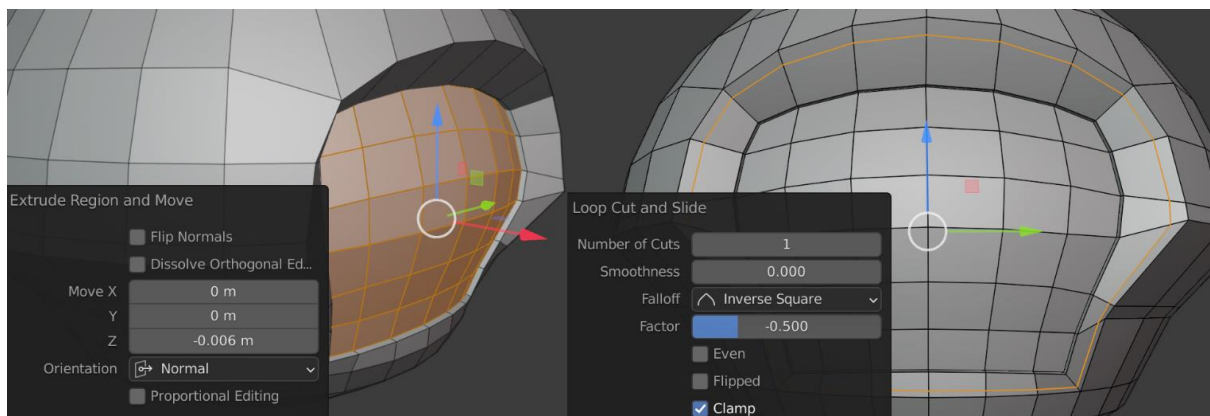 Extrude Region and Move
Flip Normals
Dissolve Orthogonal Ed...
Move X 0 m
Y 0 m
Z -0.006 m
Orientation Normal
Proportional Editing
Loop Cut and Slide
Number of Cuts 1
Smoothness 0.000
Falloff Inverse Square
Factor -0.500
Even
Flipped
Clamp